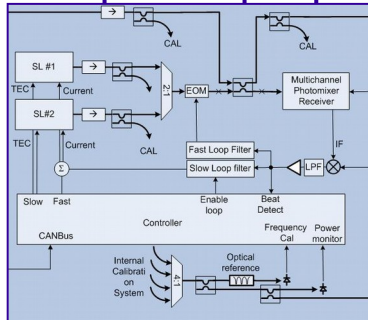 CAL
CAL
SL #1
TEC
Current
CAL
2:1
EOM
Multichannel
Photomixer
Receiver
SL#2
TEC
Current
CAL
Fast Loop Filter
IF
Σ
Slow Loop filter
LPF
Slow
Fast
Enable
loop
Beat
Detect
Controller
Frequency
Cal
Power
monitor
CANBus
Internal
Calibrati
on
System
4:1
Optical
reference